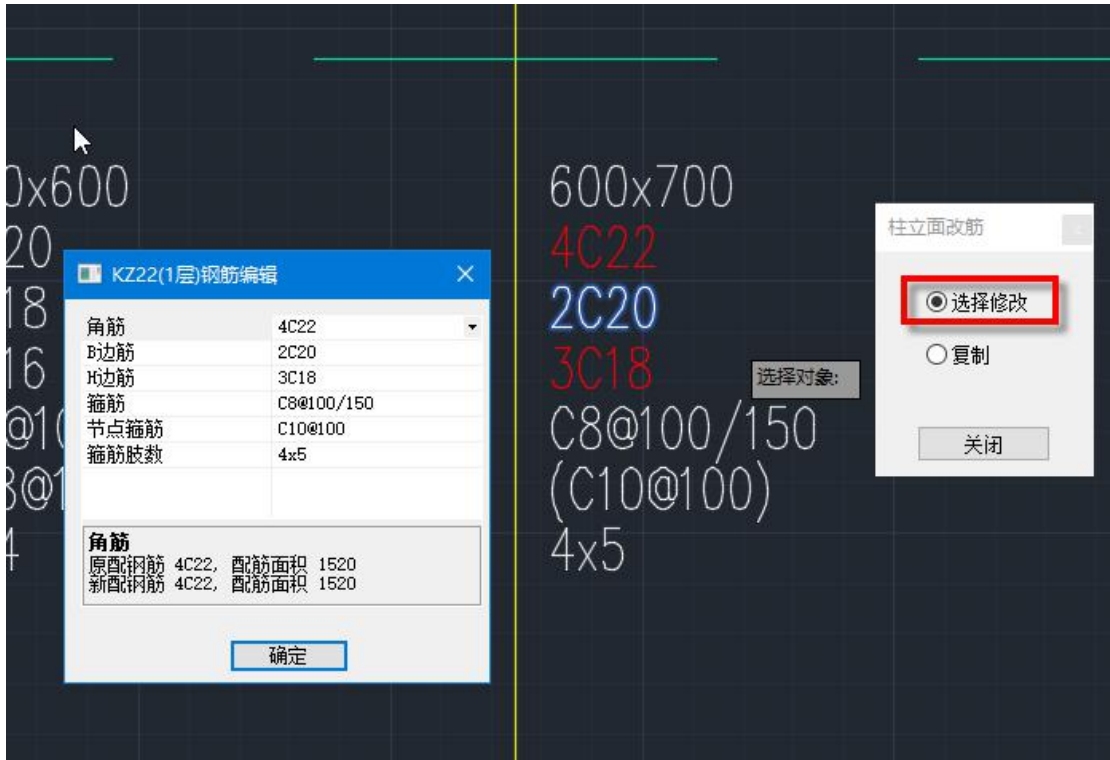 0x600
20
18
16
@10
8@1
4
KZ22(1层)钢筋编辑
角筋 4C22
B边筋 2C20
H边筋 3C18
箍筋 C8@100/150
节点箍筋 C10@100
箍筋肢数 4x5
角筋
原配钢筋 4C22, 配筋面积 1520
新配钢筋 4C22, 配筋面积 1520
确定
600x700
4C22
2C20
3C18
C8@100/150
(C10@100)
4x5
选择对象:
柱立面改筋
选择修改
复制
关闭